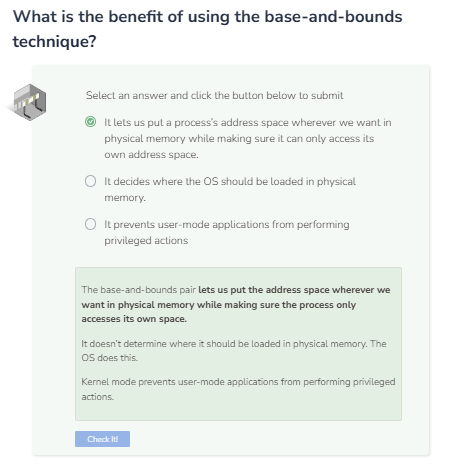 What is the benefit of using the base-and-bounds
technique?
Select an answer and click the button below to submit
It lets us put a process's address space wherever we want in
physical memory while making sure it can only access its
own address space.
It decides where the OS should be loaded in physical
memory.
It prevents user-mode applications from performing
privileged actions
The base-and-bounds pair lets us put the address space wherever we
want in physical memory while making sure the process only
accesses its own space.
It doesn't determine where it should be loaded in physical memory. The
OS does this.
Kernel mode prevents user-mode applications from performing privileged
actions.
Check It!